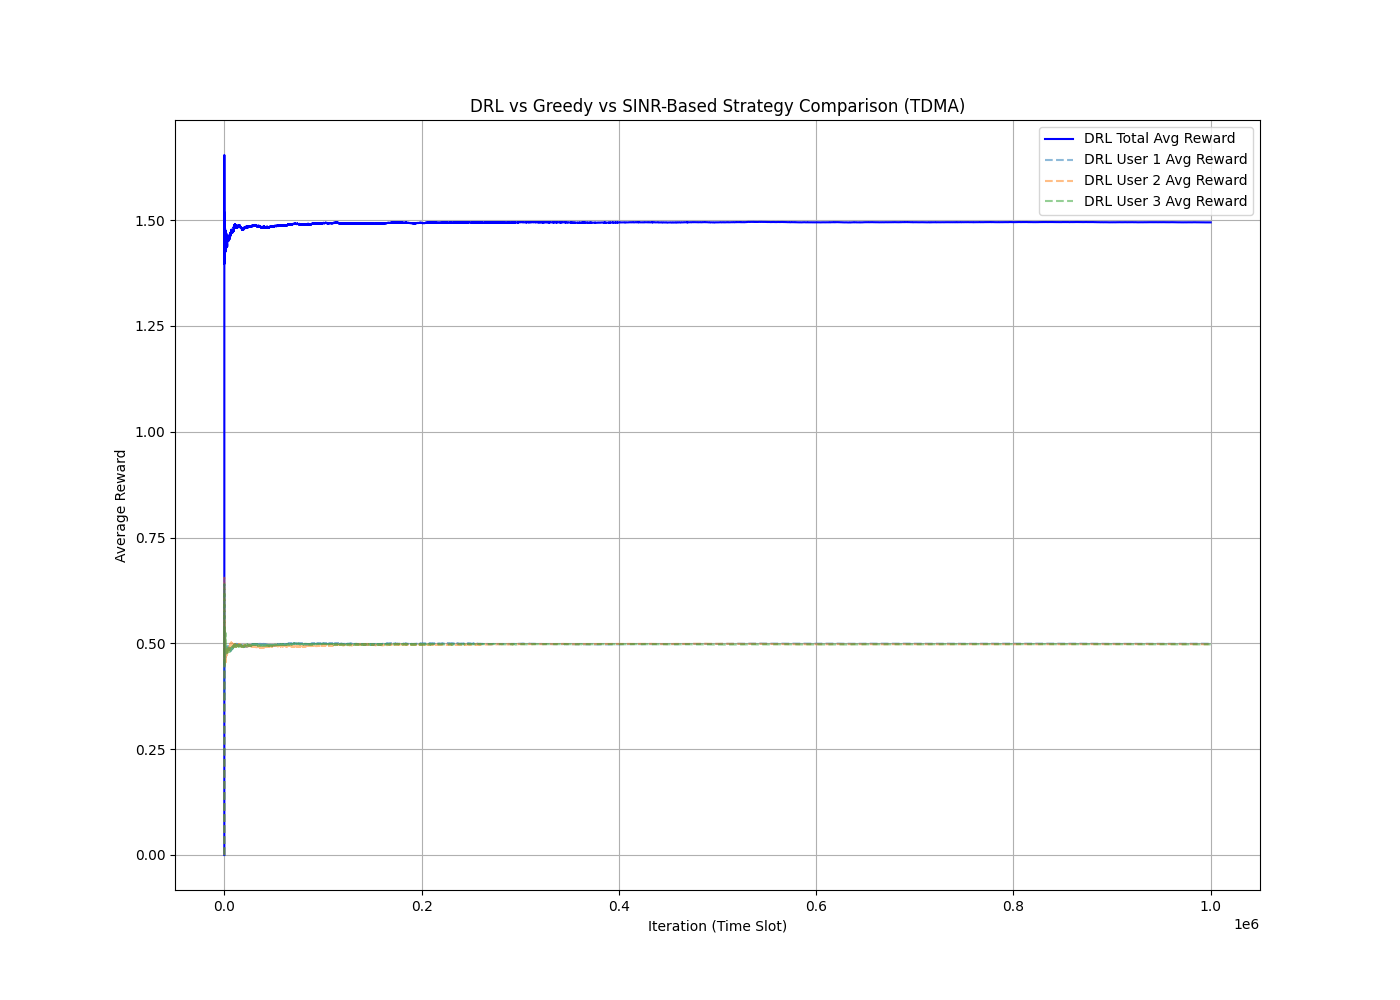 DRL vs Greedy vs SINR-Based Strategy Comparison (TDMA)
DRL Total Avg Reward
DRL User 1 Avg Reward
DRL User 2 Avg Reward
DRL User 3 Avg Reward
Average Reward
1.50
1.25
1.00
0.75
0.50
0.25
0.00
0.0 0.2 0.4 0.6 0.8 1.0
1e6
Iteration (Time Slot)